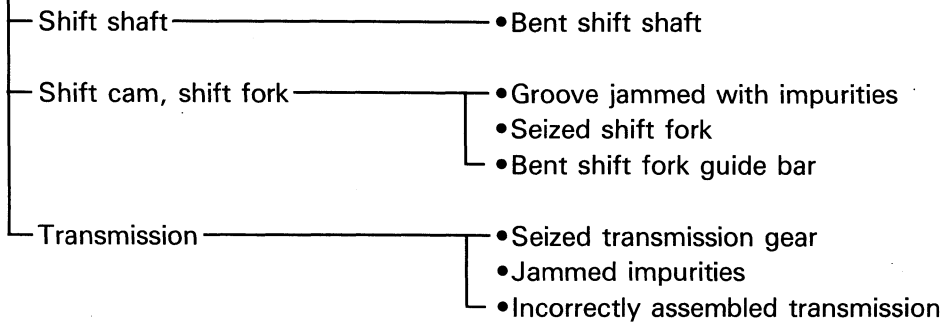 Shift shaft •Bent shift shaft
Shift cam, shift fork •Groove jammed with impurities
•Seized shift fork
•Bent shift fork guide bar
Transmission •Seized transmission gear
•Jammed impurities
•Incorrectly assembled transmission